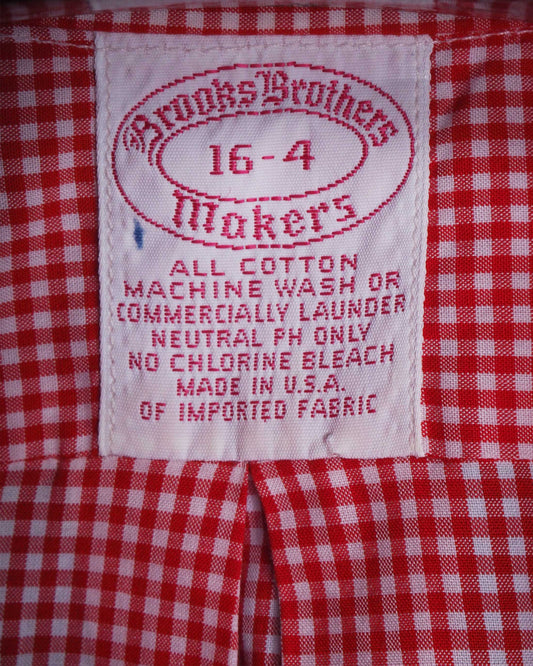 Brooks Brothers
16-4
Makers
ALL COTTON
MACHINE WASH OR
COMMERCIALLY LAUNDER
NEUTRAL PH ONLY
NO CHLORINE BLEACH
MADE IN U.S.A.
OF IMPORTED FABRIC